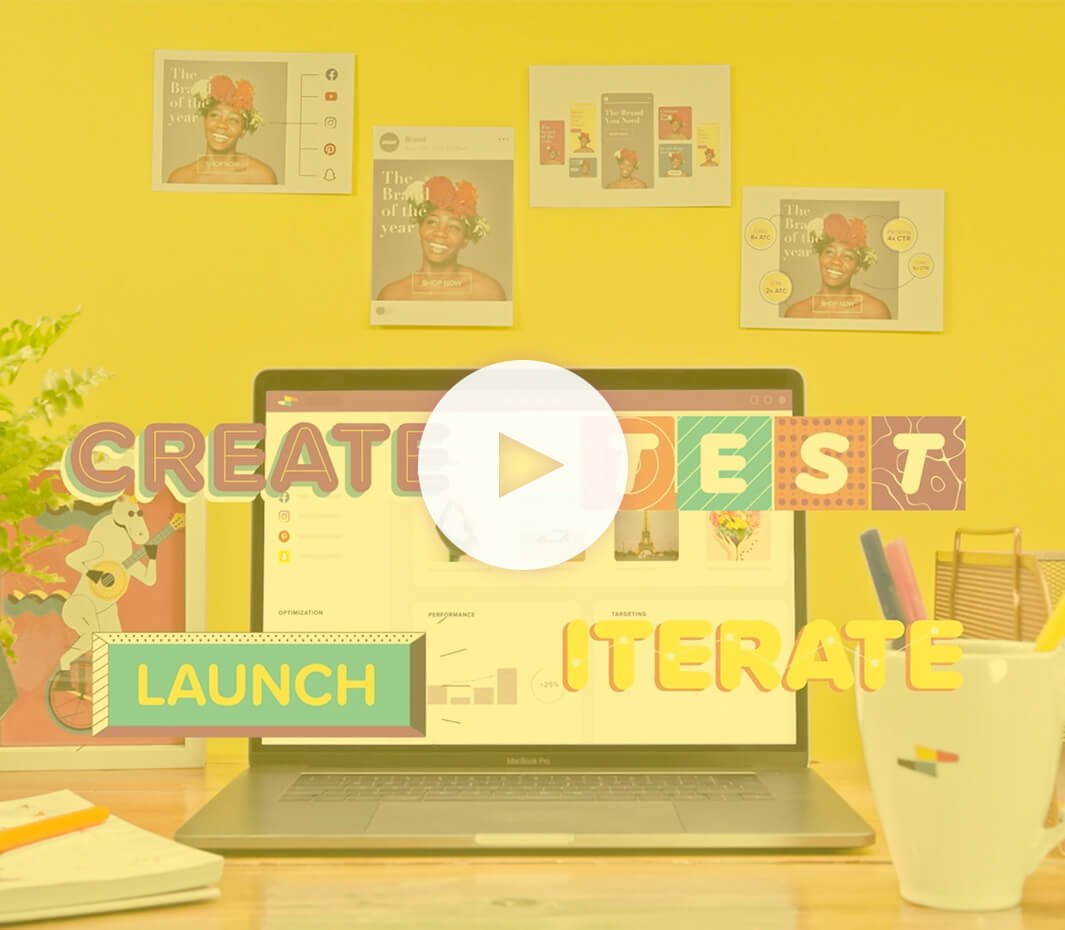 The
Brand
of the
year
SHOP NOW
Brand
The
Brand
of the
year
SHOP NOW
The Brand
You Need
The
Brand
of the
year
SHOP NOW
8x ATC
4x CTR
2x ATC
CREATE
TEST
OPTIMIZATION
PERFORMANCE
TARGETING
LAUNCH
ITERATE
+25%
MacBook Pro